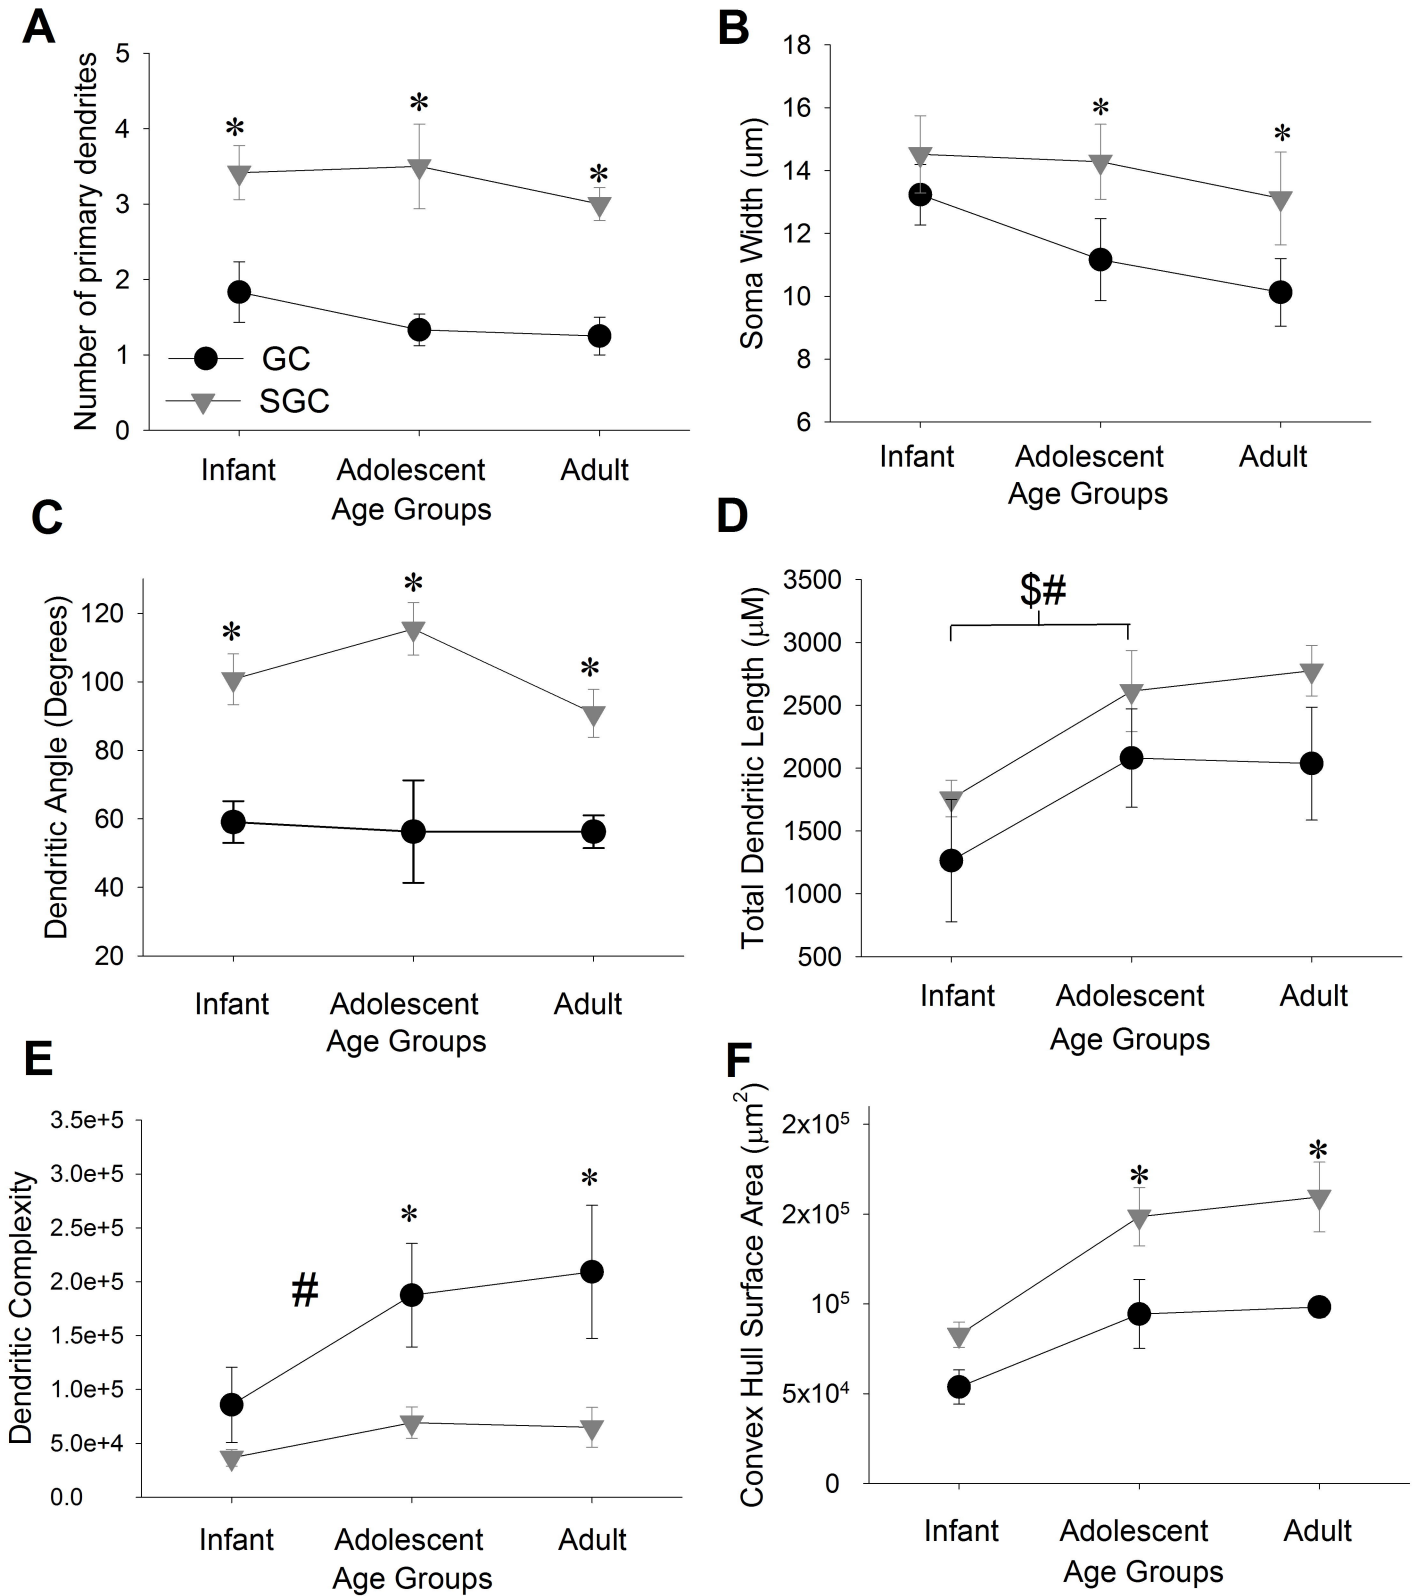 A
Number of primary dendrites
5
4
3
2
1
0
*
*
*
GC
SGC
Infant Adolescent Adult
Age Groups
B
Soma Width (um)
18
16
14
12
10
8
6
*
*
Infant Adolescent Adult
Age Groups
C
Dendritic Angle (Degrees)
120
100
80
60
40
20
*
*
*
Infant Adolescent Adult
Age Groups
D
Total Dendritic Length (μM)
3500
3000
2500
2000
1500
1000
500
$#
Infant Adolescent Adult
Age Groups
E
Dendritic Complexity
3.5e+5
3.0e+5
2.5e+5
2.0e+5
1.5e+5
1.0e+5
5.0e+4
0.0
#
*
*
Infant Adolescent Adult
Age Groups
F
Convex Hull Surface Area (μm²)
2x10⁵
2x10⁵
10⁵
5x10⁴
0
*
*
Infant Adolescent Adult
Age Groups